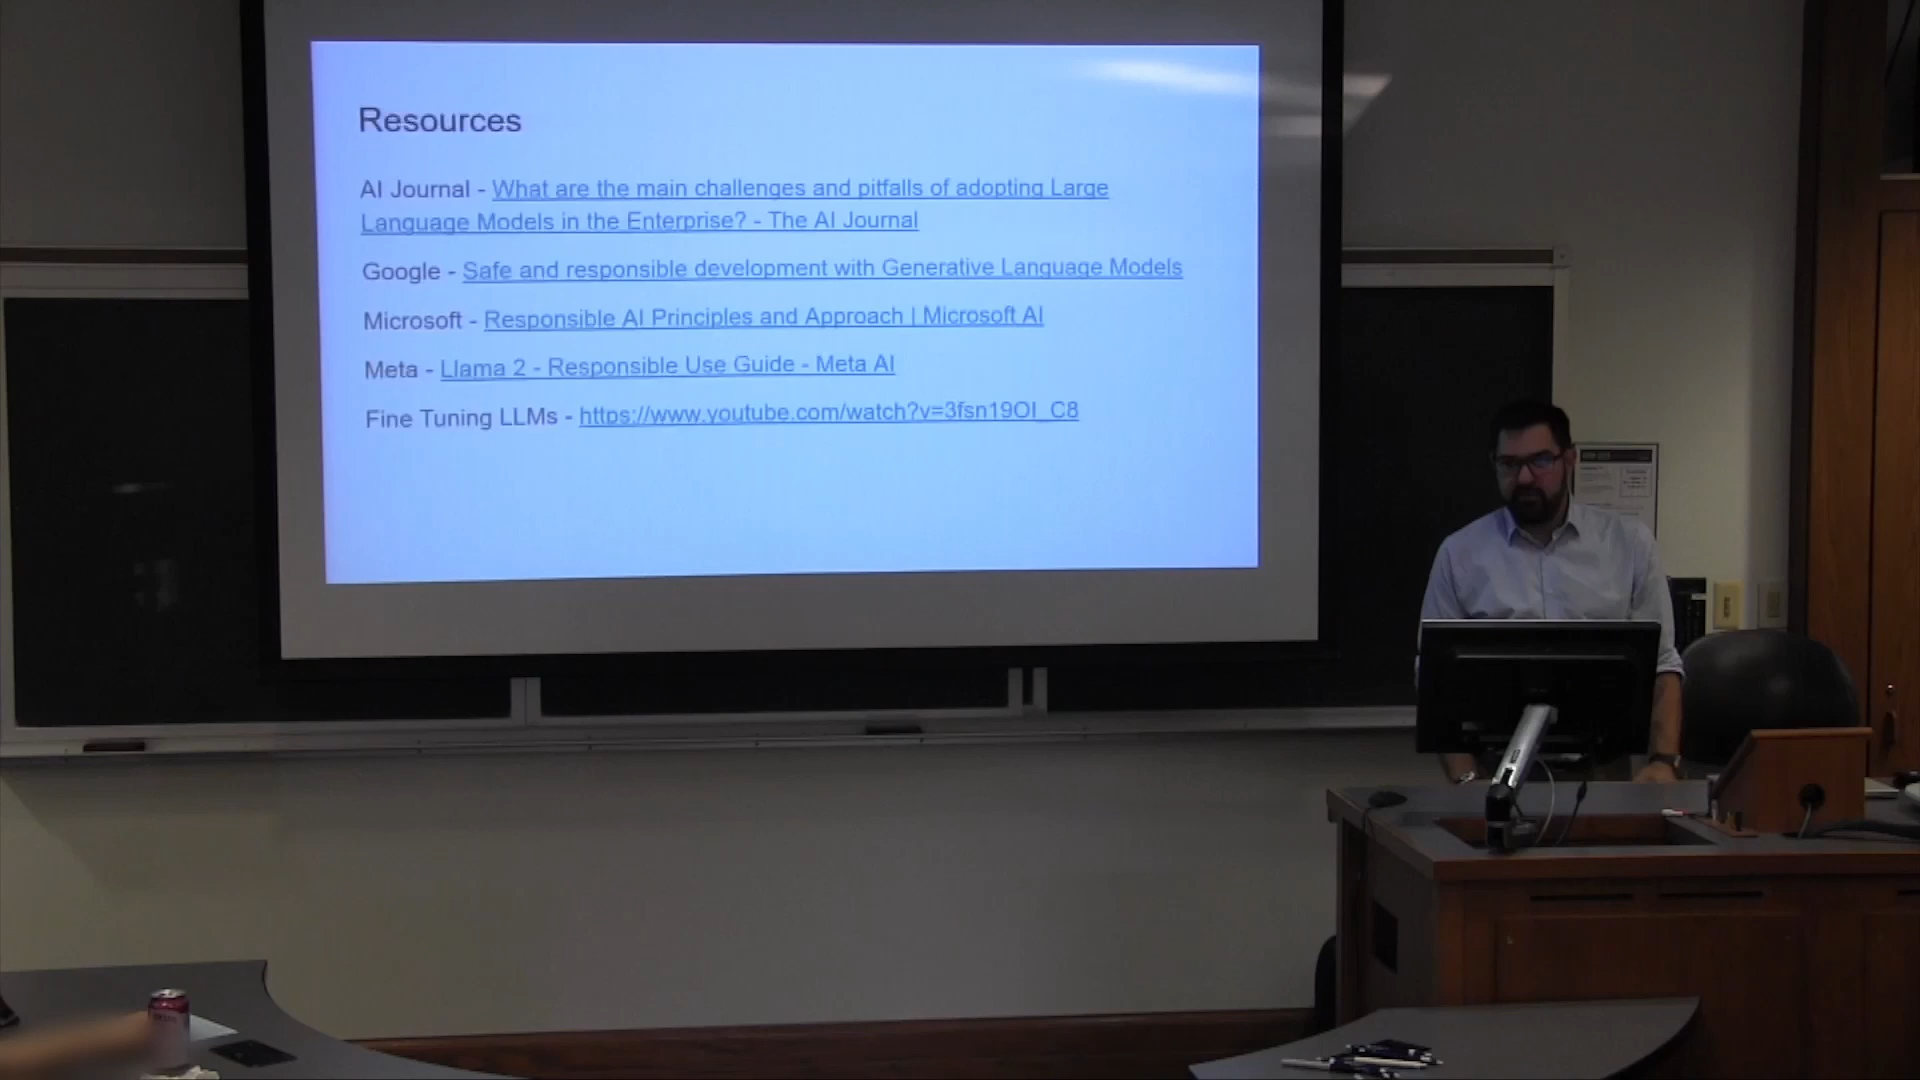 Resources
AI Journal - What are the main challenges and pitfalls of adopting Large
Language Models in the Enterprise? - The AI Journal
Google - Safe and responsible development with Generative Language Models
Microsoft - Responsible AI Principles and Approach | Microsoft AI
Meta - Llama 2 - Responsible Use Guide - Meta AI
Fine Tuning LLMs - https://www.youtube.com/watch?v=3fsn19OI_C8